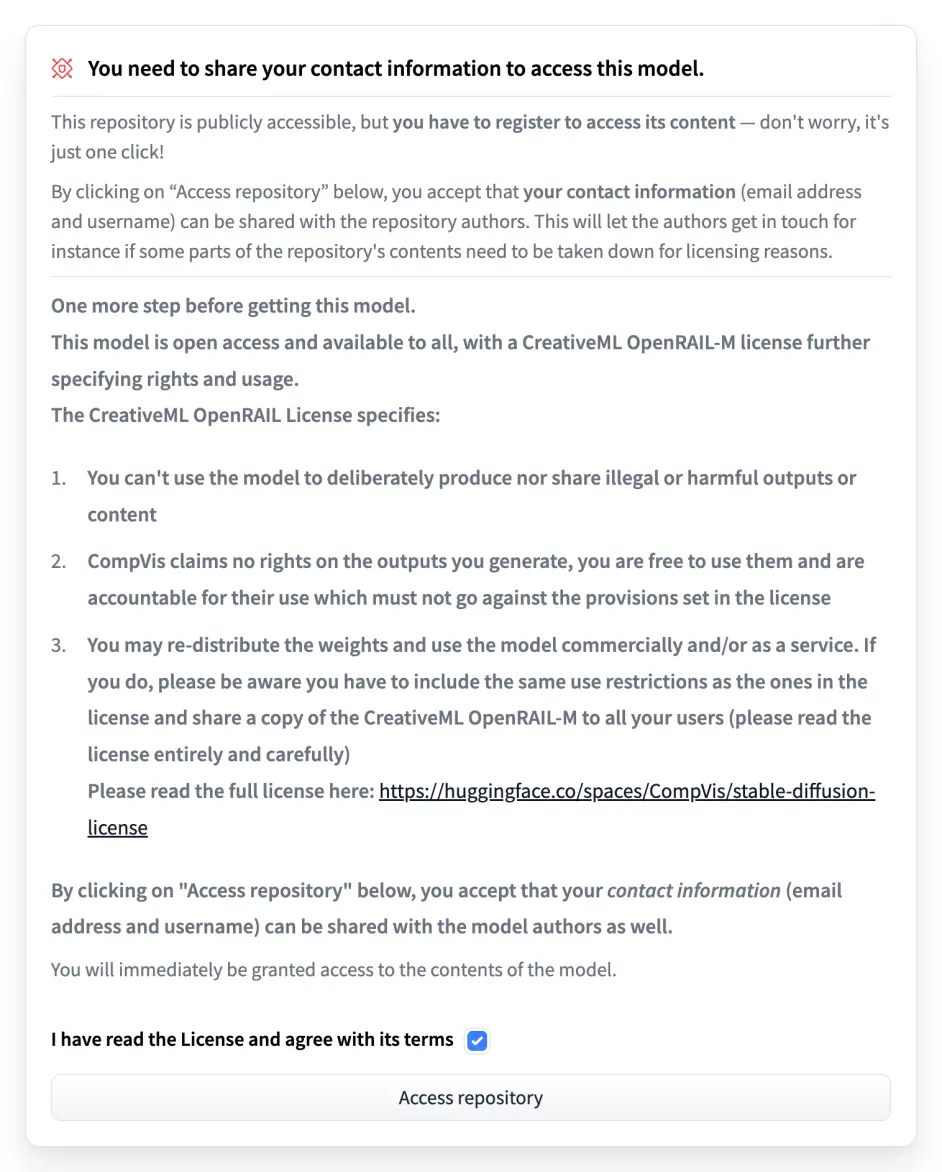 You need to share your contact information to access this model.
This repository is publicly accessible, but you have to register to access its content — don't worry, it's
just one click!
By clicking on “Access repository” below, you accept that your contact information (email address
and username) can be shared with the repository authors. This will let the authors get in touch for
instance if some parts of the repository's contents need to be taken down for licensing reasons.
One more step before getting this model.
This model is open access and available to all, with a CreativeML OpenRAIL-M license further
specifying rights and usage.
The CreativeML OpenRAIL License specifies:
1. You can't use the model to deliberately produce nor share illegal or harmful outputs or
content
2. CompVis claims no rights on the outputs you generate, you are free to use them and are
accountable for their use which must not go against the provisions set in the license
3. You may re-distribute the weights and use the model commercially and/or as a service. If
you do, please be aware you have to include the same use restrictions as the ones in the
license and share a copy of the CreativeML OpenRAIL-M to all your users (please read the
license entirely and carefully)
Please read the full license here: https://huggingface.co/spaces/CompVis/stable-diffusion-
license
By clicking on "Access repository" below, you accept that your contact information (email
address and username) can be shared with the model authors as well.
You will immediately be granted access to the contents of the model.
I have read the License and agree with its terms
Access repository